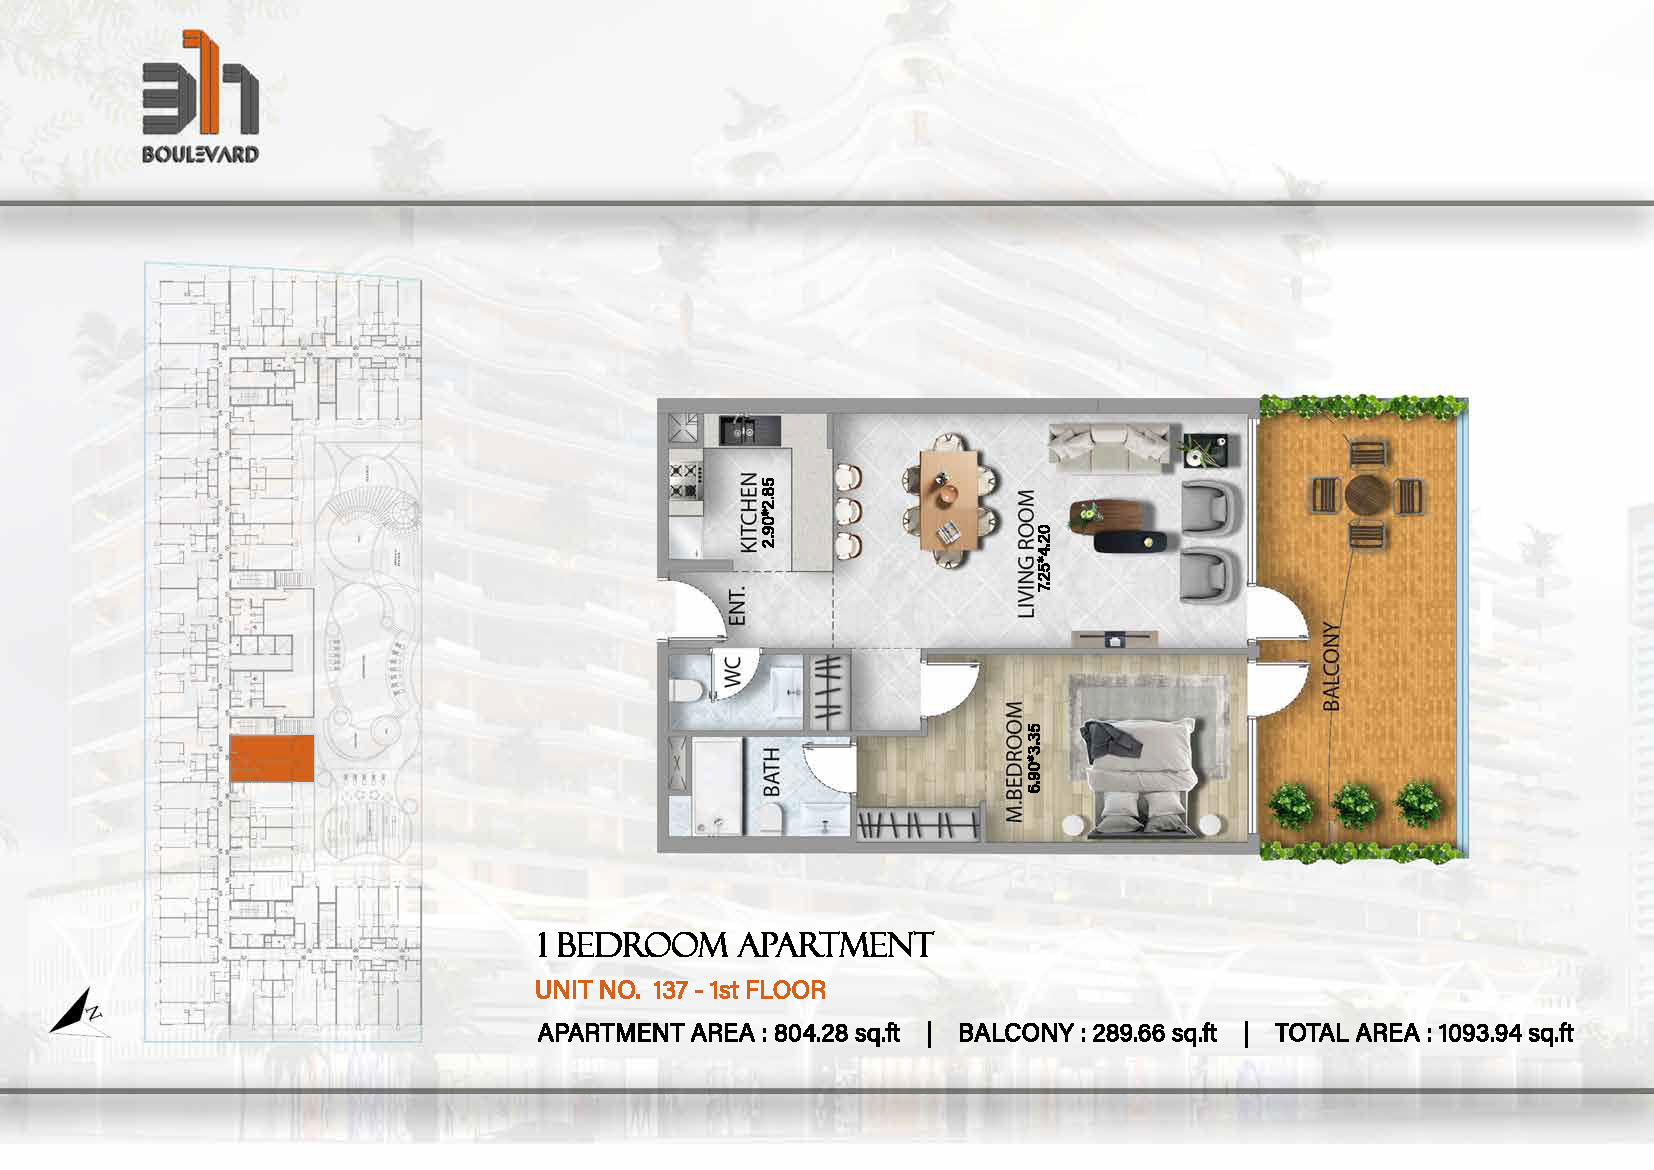 311
BOULEVARD
KITCHEN
2.90*2.85
ENT.
LIVING ROOM
7.25*4.20
WC
BATH
M.BEDROOM
6.90*3.35
BALCONY
N
1 BEDROOM APARTMENT
UNIT NO. 137 - 1st FLOOR
APARTMENT AREA : 804.28 sq.ft | BALCONY : 289.66 sq.ft | TOTAL AREA : 1093.94 sq.ft